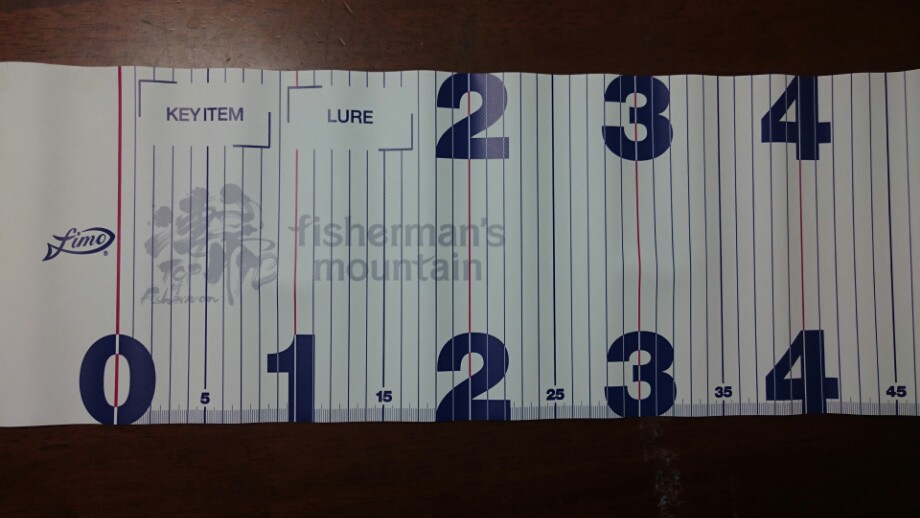 KEY ITEM
LURE
2 3 4
fimo®
fisherman's
mountain
0 1 2 3 4
5 15 25 35 45